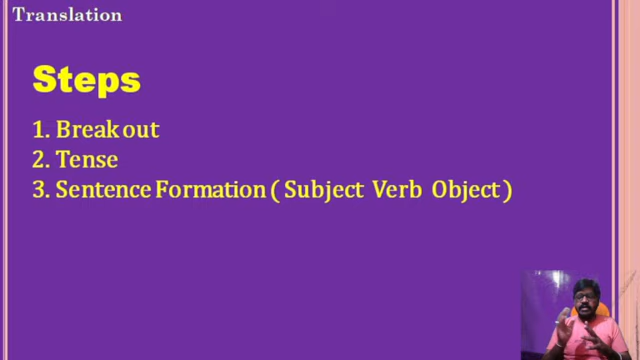 Translation
Steps
1. Break out
2. Tense
3. Sentence Formation ( Subject Verb Object )